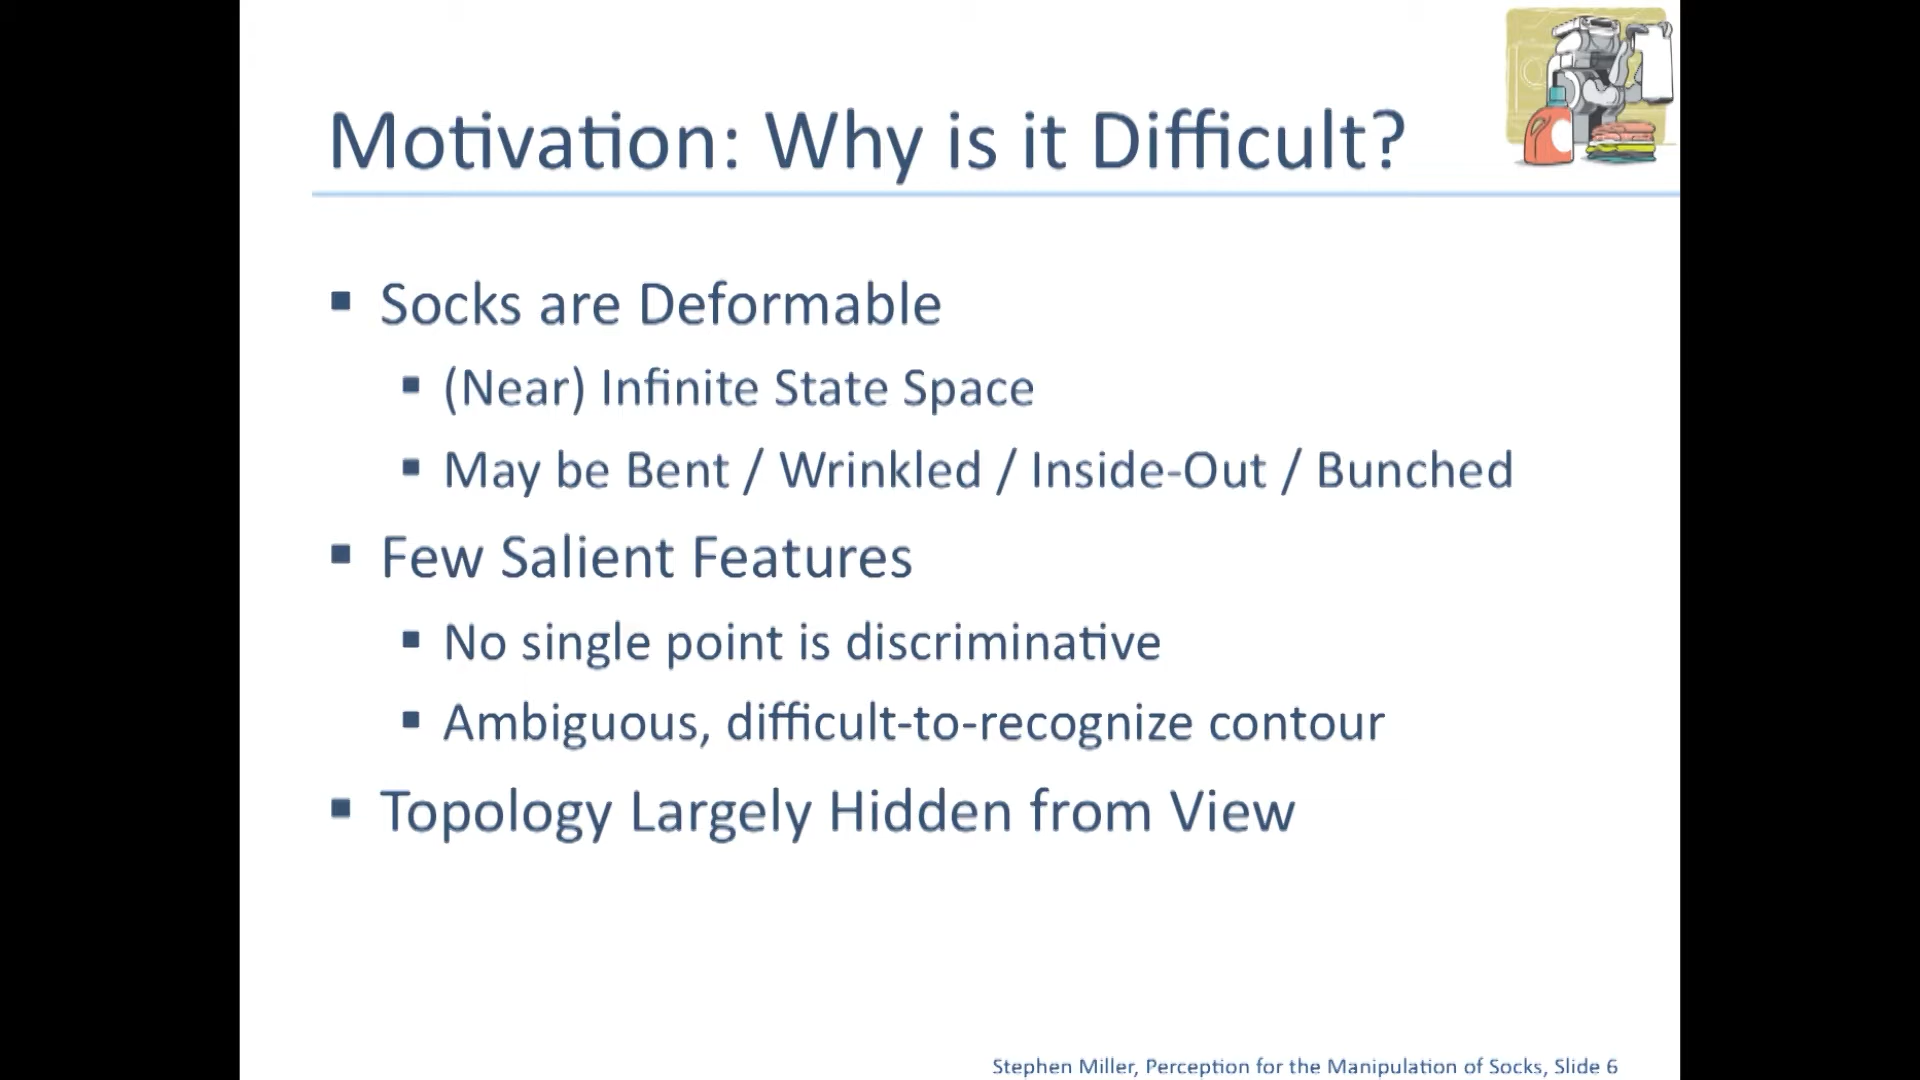 Motivation: Why is it Difficult?
Socks are Deformable
(Near) Infinite State Space
May be Bent / Wrinkled / Inside-Out / Bunched
Few Salient Features
No single point is discriminative
Ambiguous, difficult-to-recognize contour
Topology Largely Hidden from View
Stephen Miller, Perception for the Manipulation of Socks, Slide 6